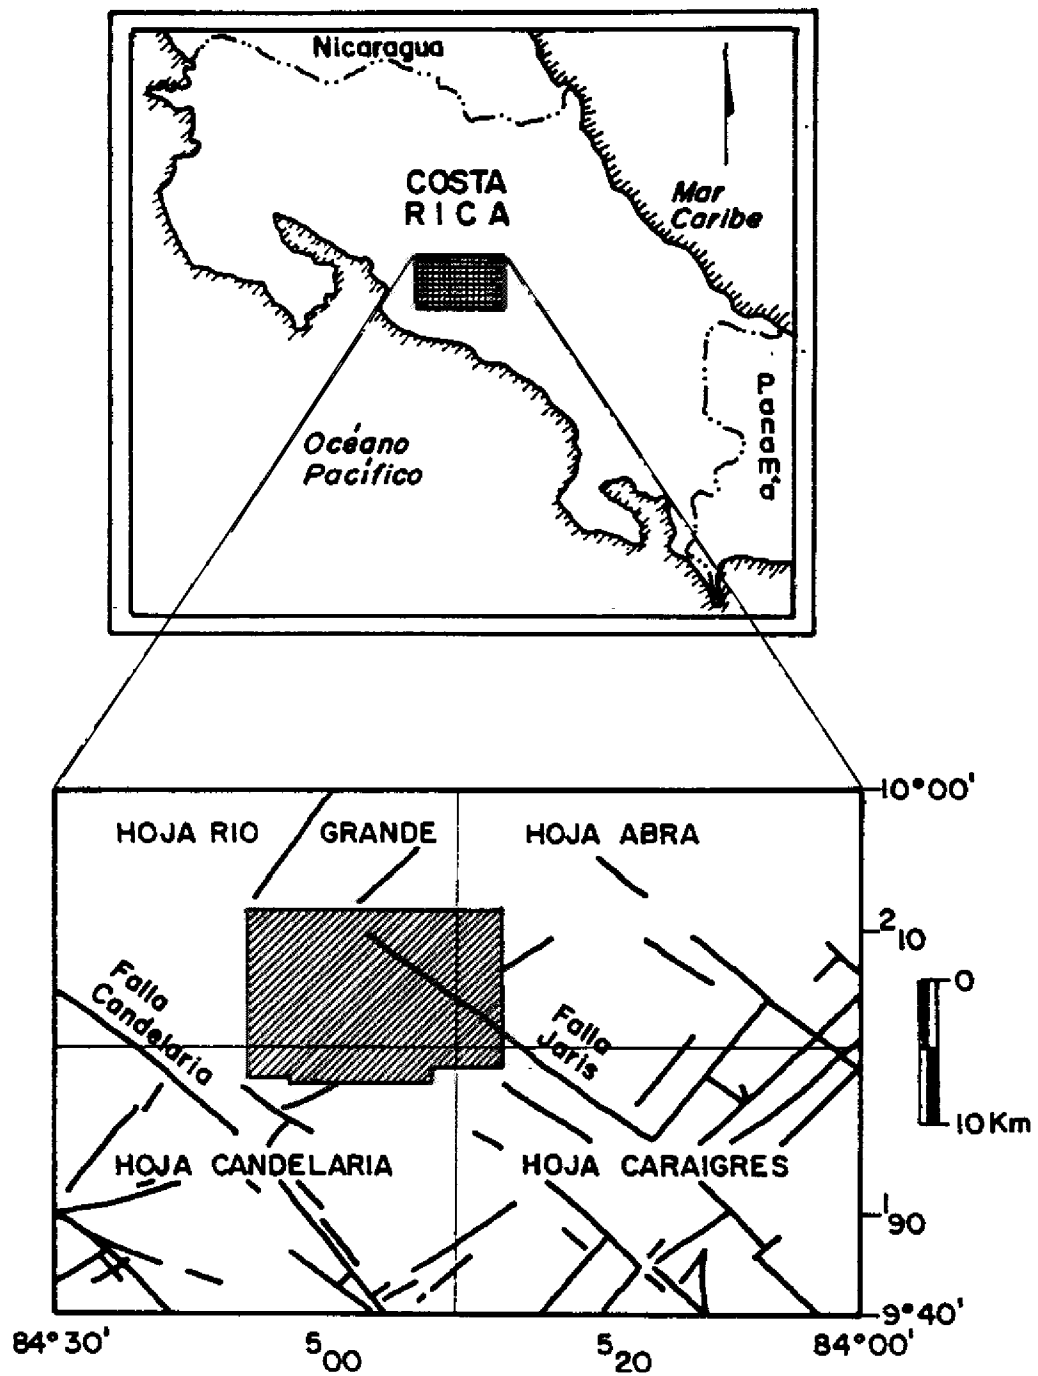 Nicaragua
COSTA
RICA
Mar
Caribe
Panamá
Océano
Pacífico
10°00'
HOJA RIO GRANDE
HOJA ABRA
210
Falla
Candelaria
Falla
Jaris
0
10 Km
HOJA CANDELARIA
HOJA CARAIGRES
190
9°40'
84°30'
500
520
84°00'